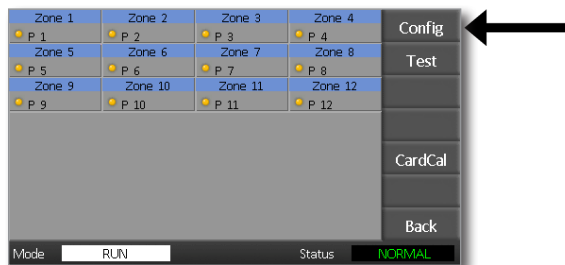 Zone 1 Zone 2 Zone 3 Zone 4 Config
P 1 P 2 P 3 P 4
Zone 5 Zone 6 Zone 7 Zone 8 Test
P 5 P 6 P 7 P 8
Zone 9 Zone 10 Zone 11 Zone 12
P 9 P 10 P 11 P 12
CardCal
Back
Mode RUN Status NORMAL